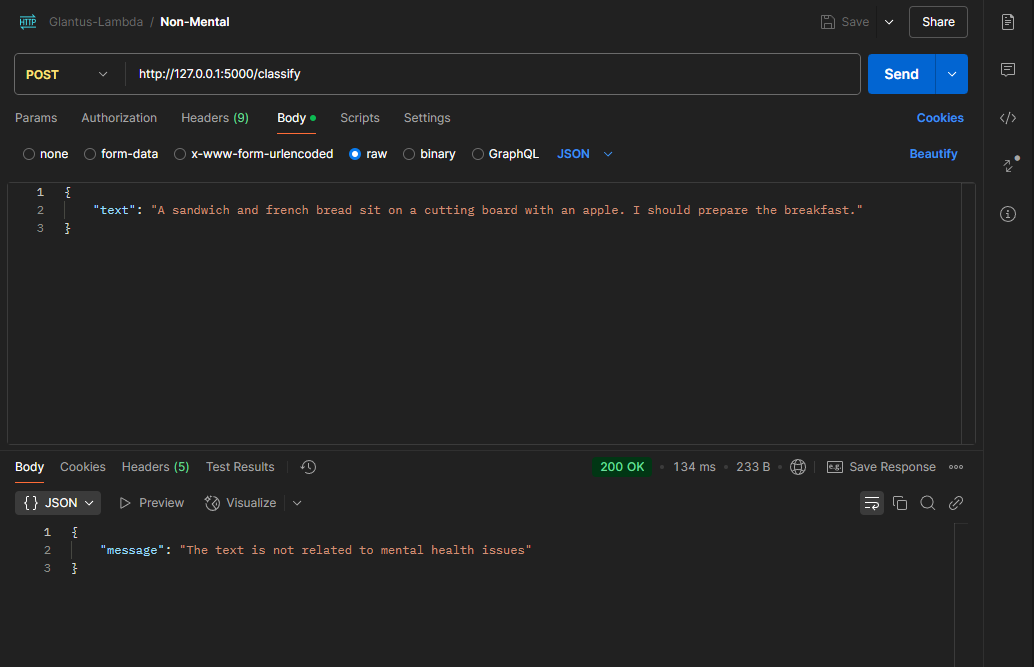 HTTP Glantus-Lambda / Non-Mental Save Share
POST http://127.0.0.1:5000/classify Send
Params Authorization Headers (9) Body Scripts Settings Cookies
none form-data x-www-form-urlencoded raw binary GraphQL JSON Beautify
1 {
2 "text": "A sandwich and french bread sit on a cutting board with an apple. I should prepare the breakfast."
3 }
Body Cookies Headers (5) Test Results 200 OK • 134 ms • 233 B • e.g. Save Response
{} JSON Preview Visualize
1 {
2 "message": "The text is not related to mental health issues"
3 }